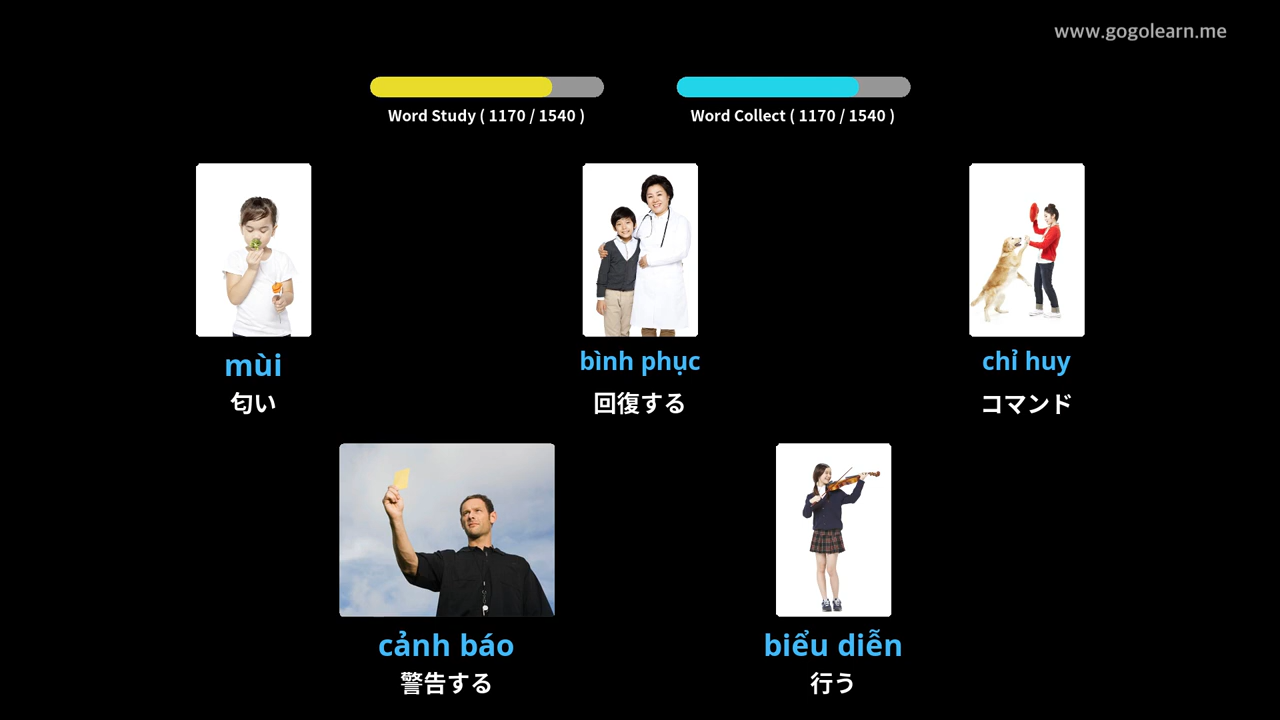 www.gogolearn.me
Word Study ( 1170 / 1540 )
Word Collect ( 1170 / 1540 )
mùi
匂い
bình phục
回復する
chỉ huy
コマンド
cảnh báo
警告する
biểu diễn
行う